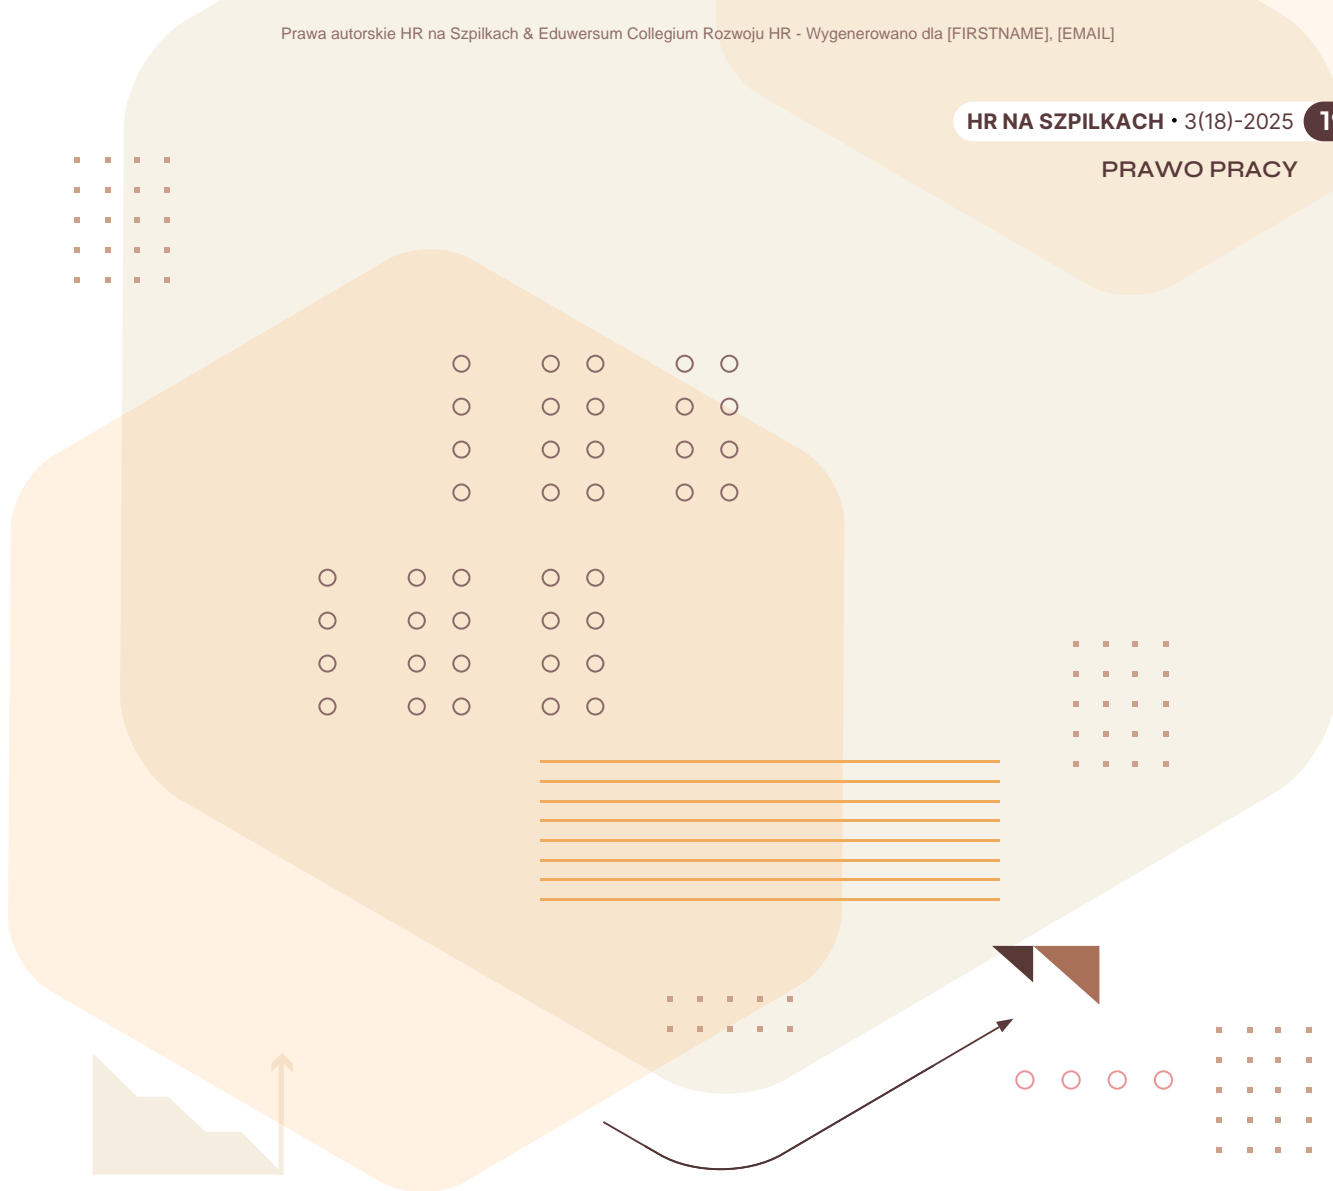 Prawa autorskie HR na Szpilkach & Eduwersum Collegium Rozwoju HR - Wygenerowano dla [FIRSTNAME], [EMAIL]
HR NA SZPILKACH • 3(18)-2025
PRAWO PRACY